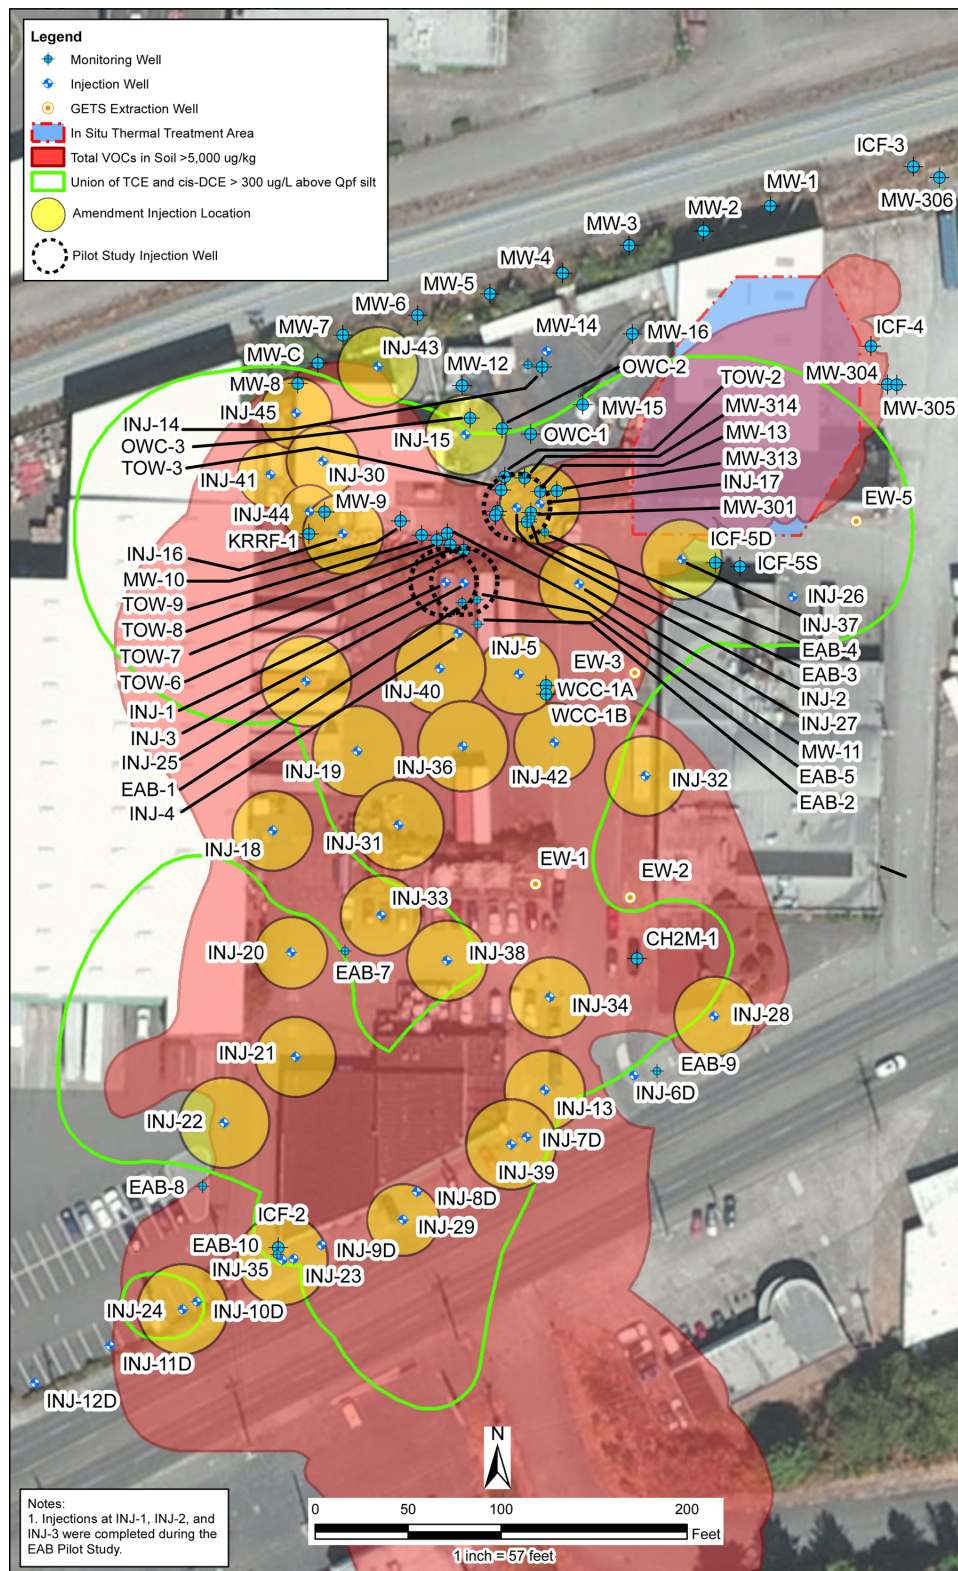 Legend
Monitoring Well
Injection Well
GETS Extraction Well
In Situ Thermal Treatment Area
Total VOCs in Soil >5,000 ug/kg
Union of TCE and cis-DCE > 300 ug/L above Qpf silt
Amendment Injection Location
Pilot Study Injection Well
ICF-3
MW-306
MW-1
MW-2
MW-3
MW-4
MW-5
MW-6
MW-7
MW-C
MW-8
INJ-43
MW-14
MW-12
MW-16
ICF-4
MW-304
MW-305
OWC-2
TOW-2
MW-314
MW-13
MW-313
INJ-17
MW-301
MW-15
OWC-1
INJ-45
INJ-14
OWC-3
TOW-3
INJ-15
INJ-30
INJ-41
INJ-44
MW-9
KRRF-1
EW-5
ICF-5D
ICF-5S
INJ-26
INJ-16
MW-10
TOW-9
TOW-8
TOW-7
TOW-6
INJ-1
INJ-3
INJ-25
EAB-1
INJ-4
INJ-37
EAB-4
EAB-3
INJ-2
INJ-27
MW-11
EAB-5
EAB-2
INJ-5
EW-3
INJ-40
WCC-1A
WCC-1B
INJ-19
INJ-36
INJ-42
INJ-32
INJ-18
INJ-31
EW-1
EW-2
INJ-33
INJ-20
EAB-7
INJ-38
CH2M-1
INJ-34
INJ-28
INJ-21
EAB-9
INJ-6D
INJ-13
INJ-22
INJ-7D
INJ-39
EAB-8
INJ-8D
INJ-29
ICF-2
EAB-10
INJ-9D
INJ-35
INJ-23
INJ-24
INJ-10D
INJ-11D
INJ-12D
N
0 50 100 200
Feet
1 inch = 57 feet
Notes:
1. Injections at INJ-1, INJ-2, and
INJ-3 were completed during the
EAB Pilot Study.